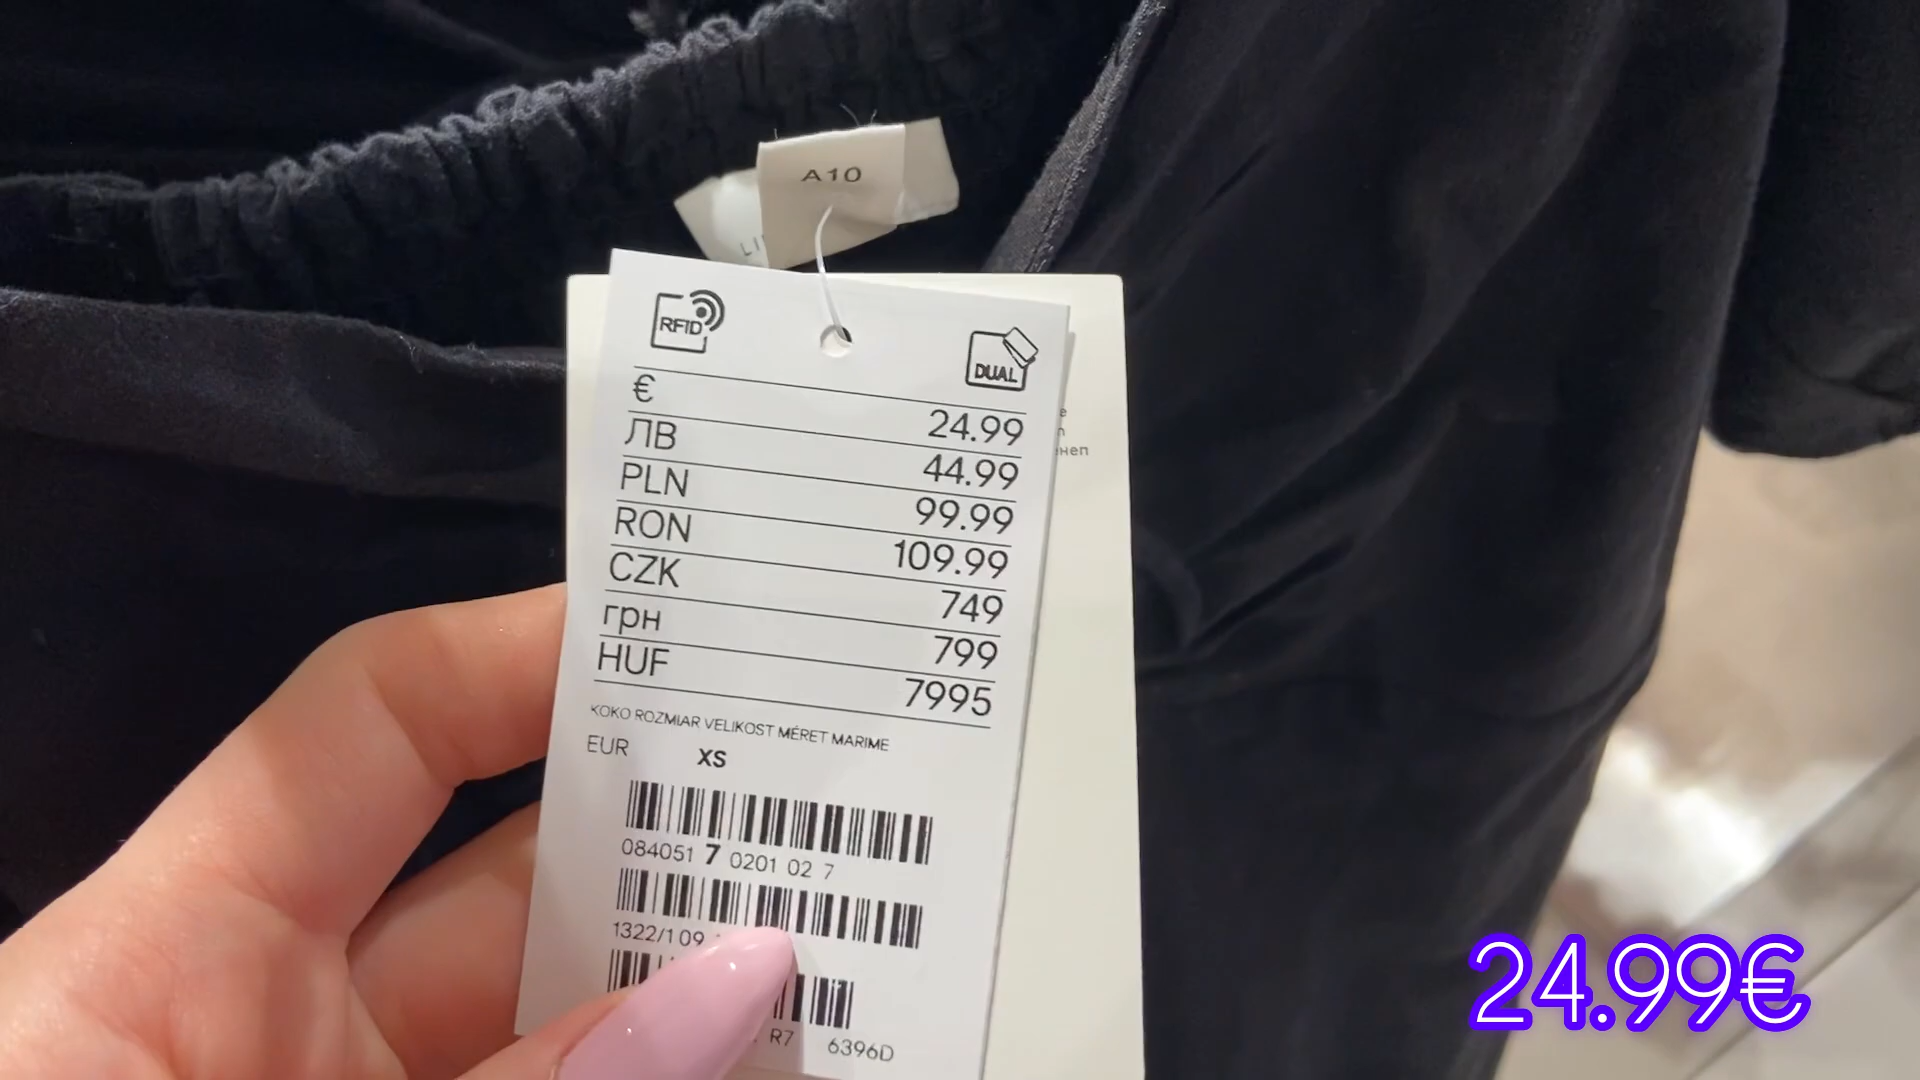 A10
LI
RFID
DUAL
€ 24.99
ЛВ 44.99
PLN 99.99
RON 109.99
CZK 749
грн 799
HUF 7995
KOKO ROZMIAR VELIKOST MÉRET MARIME
EUR XS
084051 7 0201 02 7
1322/109
R7 6396D
24.99€